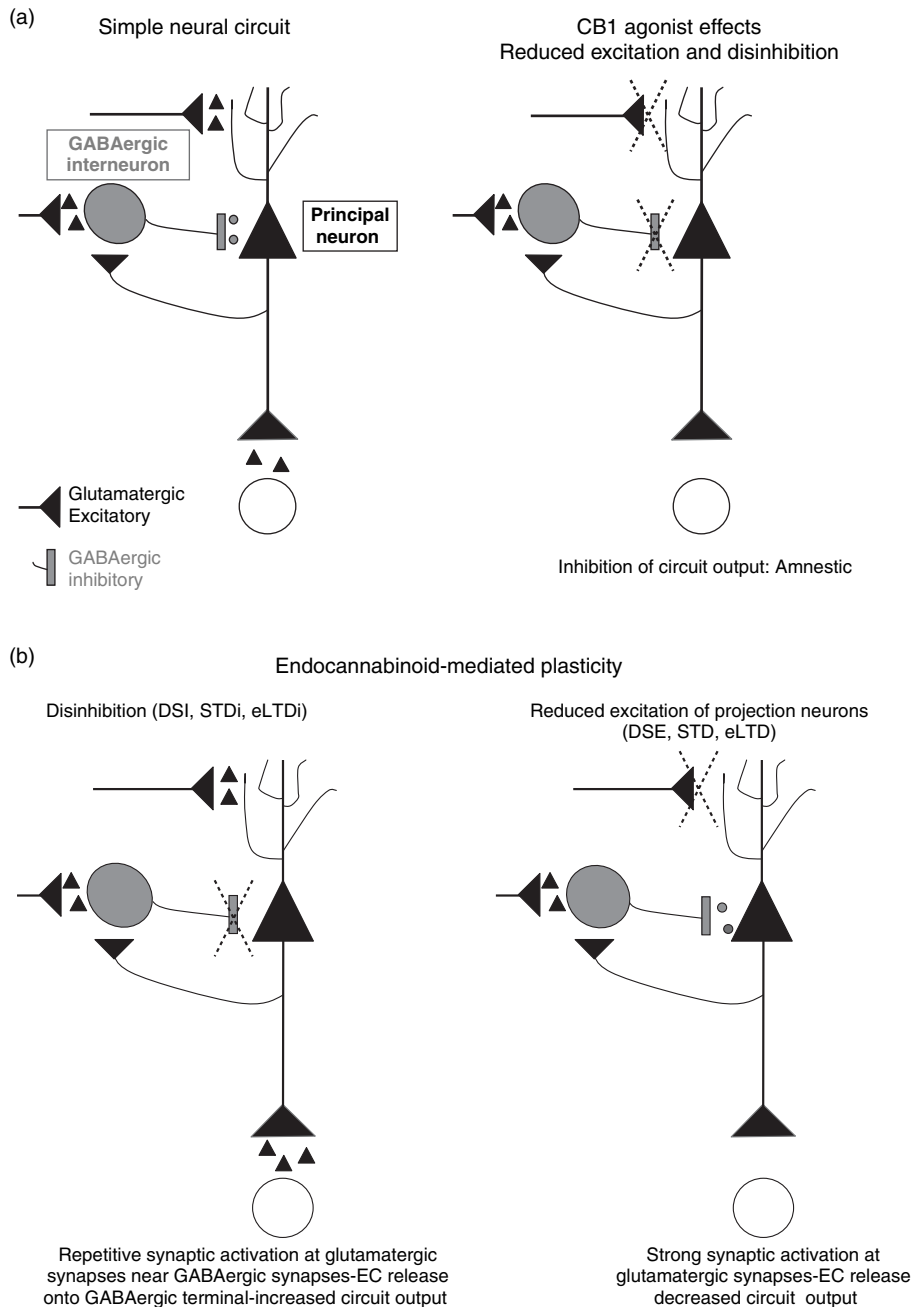 (a)
Simple neural circuit
CB1 agonist effects
Reduced excitation and disinhibition
GABAergic
interneuron
Principal
neuron
Glutamatergic
Excitatory
GABAergic
inhibitory
Inhibition of circuit output: Amnestic
(b)
Endocannabinoid-mediated plasticity
Disinhibition (DSI, STDi, eLTDi)
Reduced excitation of projection neurons
(DSE, STD, eLTD)
Repetitive synaptic activation at glutamatergic
synapses near GABAergic synapses-EC release
onto GABAergic terminal-increased circuit output
Strong synaptic activation at
glutamatergic synapses-EC release
decreased circuit output